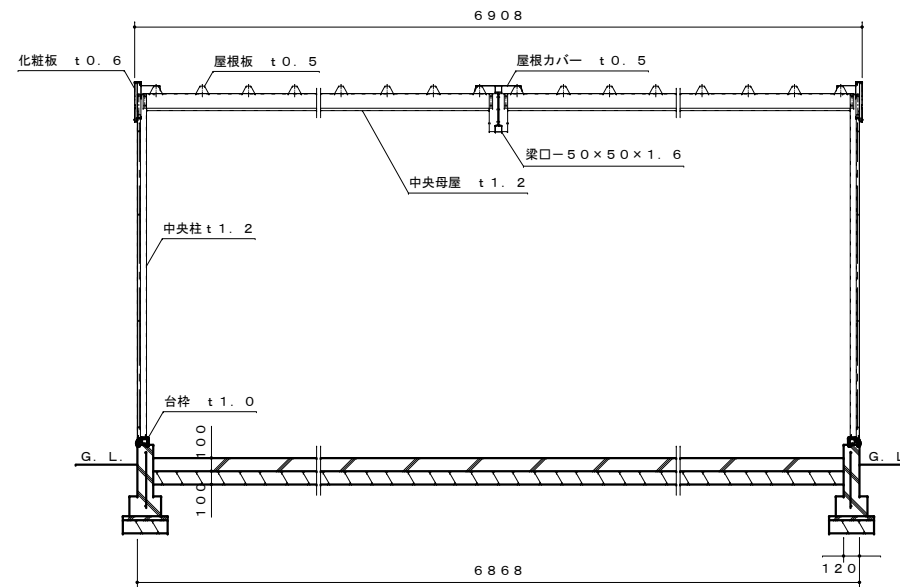 6908
化粧板 t0.6
屋根板 t0.5
屋根カバー t0.5
梁口-50×50×1.6
中央母屋 t1.2
中央柱t1.2
台枠 t1.0
100
100
G. L.
G. L
120
6868